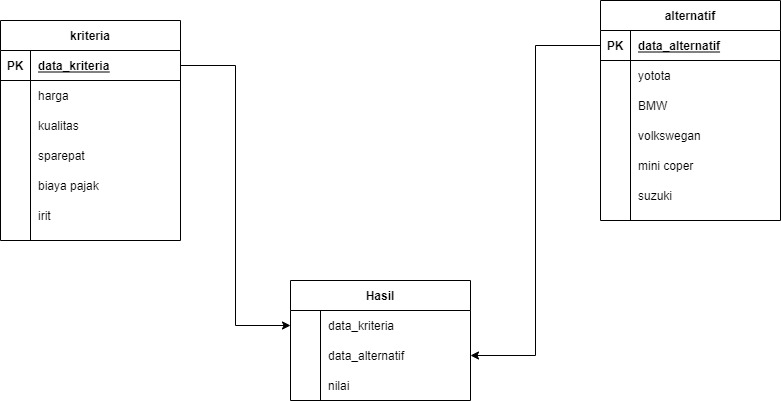 kriteria
PK data_kriteria
harga
kualitas
sparepat
biaya pajak
irit
alternatif
PK data_alternatif
yotota
BMW
volkswegan
mini coper
suzuki
Hasil
data_kriteria
data_alternatif
nilai